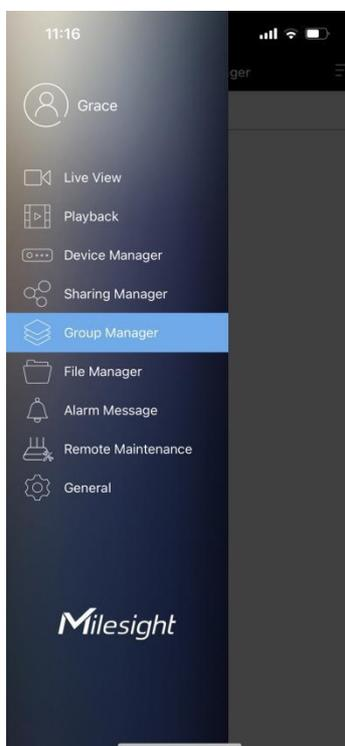 11:16
ger
Grace
Live View
Playback
Device Manager
Sharing Manager
Group Manager
File Manager
Alarm Message
Remote Maintenance
General
Milesight